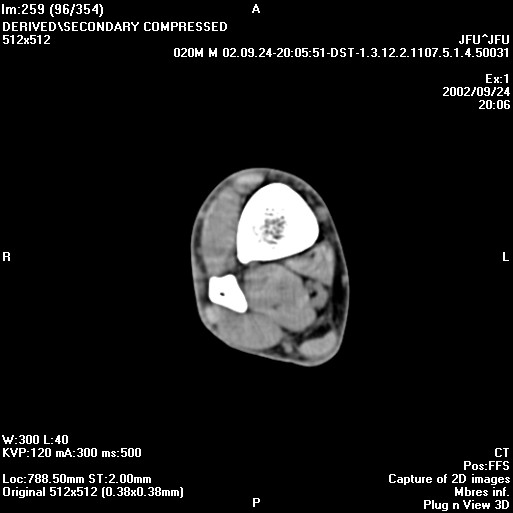 Im:259 (96/354)
A
DERIVED\SECONDARY COMPRESSED
512x512
JFU^JFU
020M M 02.09.24-20:05:51-DST-1.3.12.2.1107.5.1.4.50031
Ex:1
2002/09/24
20:06
R
L
W:300 L:40
KVP:120 mA:300 ms:500
CT
Pos:FFS
Loc:788.50mm ST:2.00mm
Capture of 2D images
Original 512x512 (0.38x0.38mm)
Mbres inf.
P
Plug n View 3D